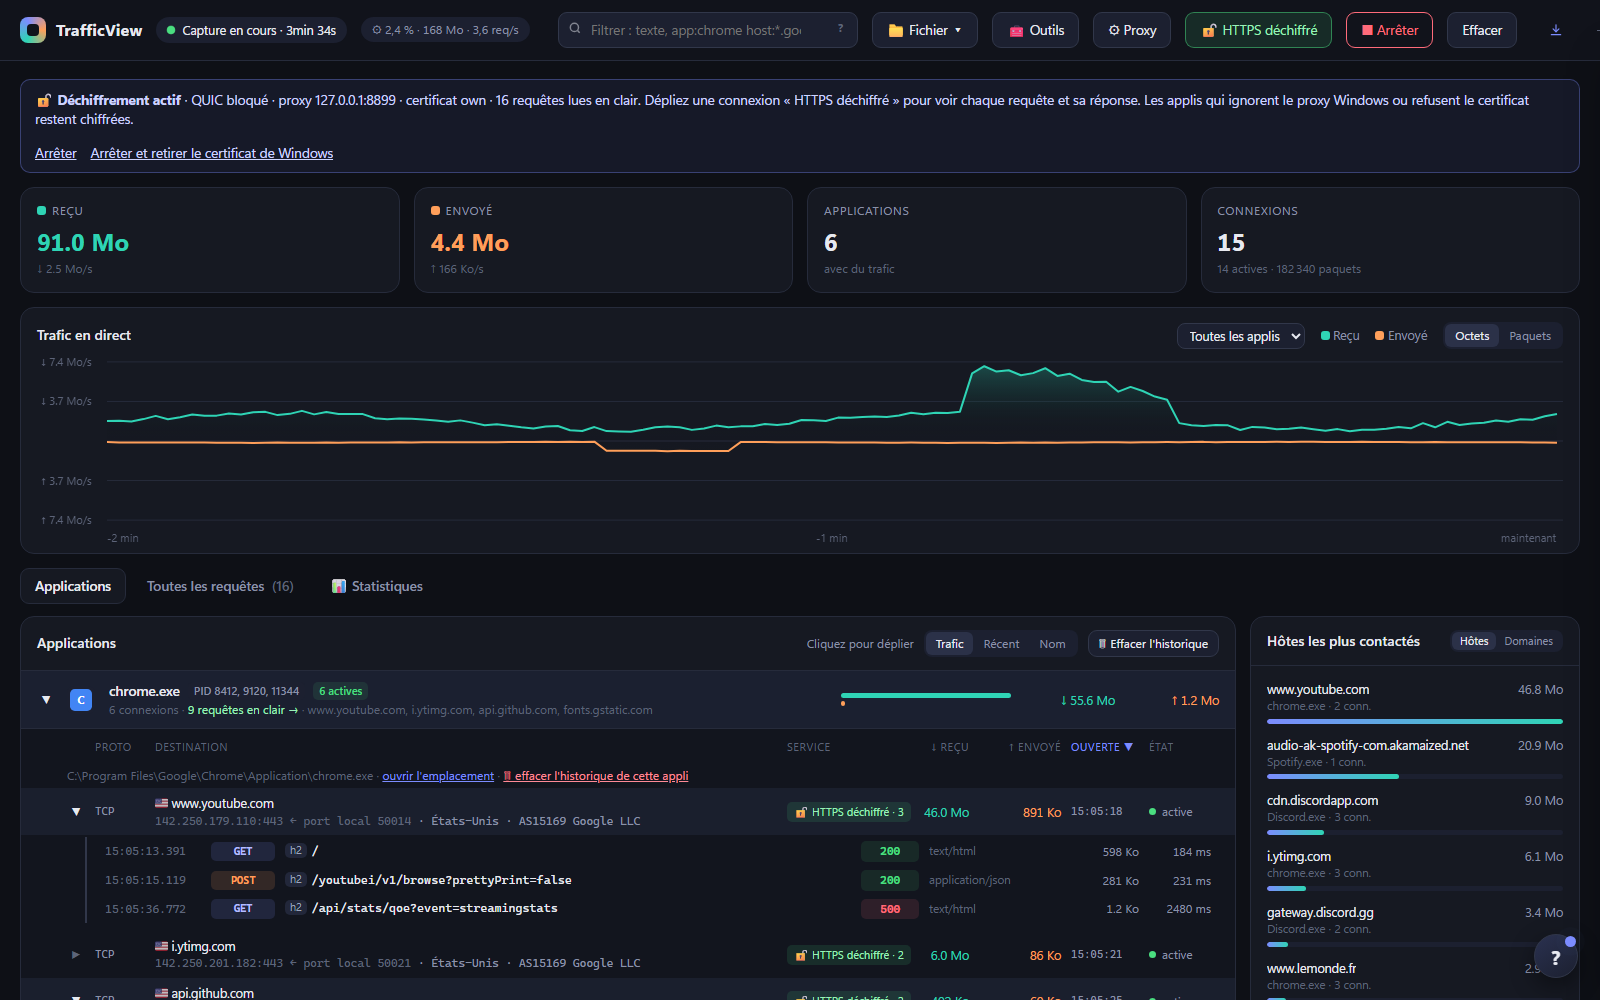 TrafficView
Capture en cours · 3min 34s
2,4 % · 168 Mo · 3,6 req/s
Filtrer : texte, app:chrome host:*.go
?
Fichier ▾
Outils
⚙ Proxy
HTTPS déchiffré
Arrêter
Effacer
Déchiffrement actif · QUIC bloqué · proxy 127.0.0.1:8899 · certificat own · 16 requêtes lues en clair. Dépliez une connexion « HTTPS déchiffré » pour voir chaque requête et sa réponse. Les applis qui ignorent le proxy Windows ou refusent le certificat
restent chiffrées.
Arrêter Arrêter et retirer le certificat de Windows
REÇU
91.0 Mo
↓ 2.5 Mo/s
ENVOYÉ
4.4 Mo
↑ 166 Ko/s
APPLICATIONS
6
avec du trafic
CONNEXIONS
15
14 actives · 182 340 paquets
Trafic en direct
Toutes les applis
Reçu
Envoyé
Octets
Paquets
↓ 7.4 Mo/s
↓ 3.7 Mo/s
↑ 3.7 Mo/s
↑ 7.4 Mo/s
-2 min
-1 min
maintenant
Applications
Toutes les requêtes (16)
Statistiques
Applications
Cliquez pour déplier
Trafic
Récent
Nom
Effacer l'historique
C
chrome.exe PID 8412, 9120, 11344 6 actives
6 connexions · 9 requêtes en clair → · www.youtube.com, i.ytimg.com, api.github.com, fonts.gstatic.com
↓ 55.6 Mo
↑ 1.2 Mo
PROTO DESTINATION SERVICE ↓ REÇU ↑ ENVOYÉ OUVERTE ▼ ÉTAT
C:\Program Files\Google\Chrome\Application\chrome.exe · ouvrir l'emplacement · effacer l'historique de cette appli
TCP www.youtube.com HTTPS déchiffré · 3 46.0 Mo 891 Ko 15:05:18 active
142.250.179.110:443 ← port local 50014 · États-Unis · AS15169 Google LLC
15:05:13.391 GET h2 / 200 text/html 598 Ko 184 ms
15:05:15.119 POST h2 /youtubei/v1/browse?prettyPrint=false 200 application/json 281 Ko 231 ms
15:05:36.772 GET h2 /api/stats/qoe?event=streamingstats 500 text/html 1.2 Ko 2480 ms
TCP i.ytimg.com HTTPS déchiffré · 2 6.0 Mo 86 Ko 15:05:21 active
142.250.201.182:443 ← port local 50021 · États-Unis · AS15169 Google LLC
api.github.com
Hôtes les plus contactés
Hôtes
Domaines
www.youtube.com 46.8 Mo
chrome.exe · 2 conn.
audio-ak-spotify-com.akamaized.net 20.9 Mo
Spotify.exe · 1 conn.
cdn.discordapp.com 9.0 Mo
Discord.exe · 3 conn.
i.ytimg.com 6.1 Mo
chrome.exe · 3 conn.
gateway.discord.gg 3.4 Mo
Discord.exe · 2 conn.
www.lemonde.fr
chrome.exe · 3 conn.
?